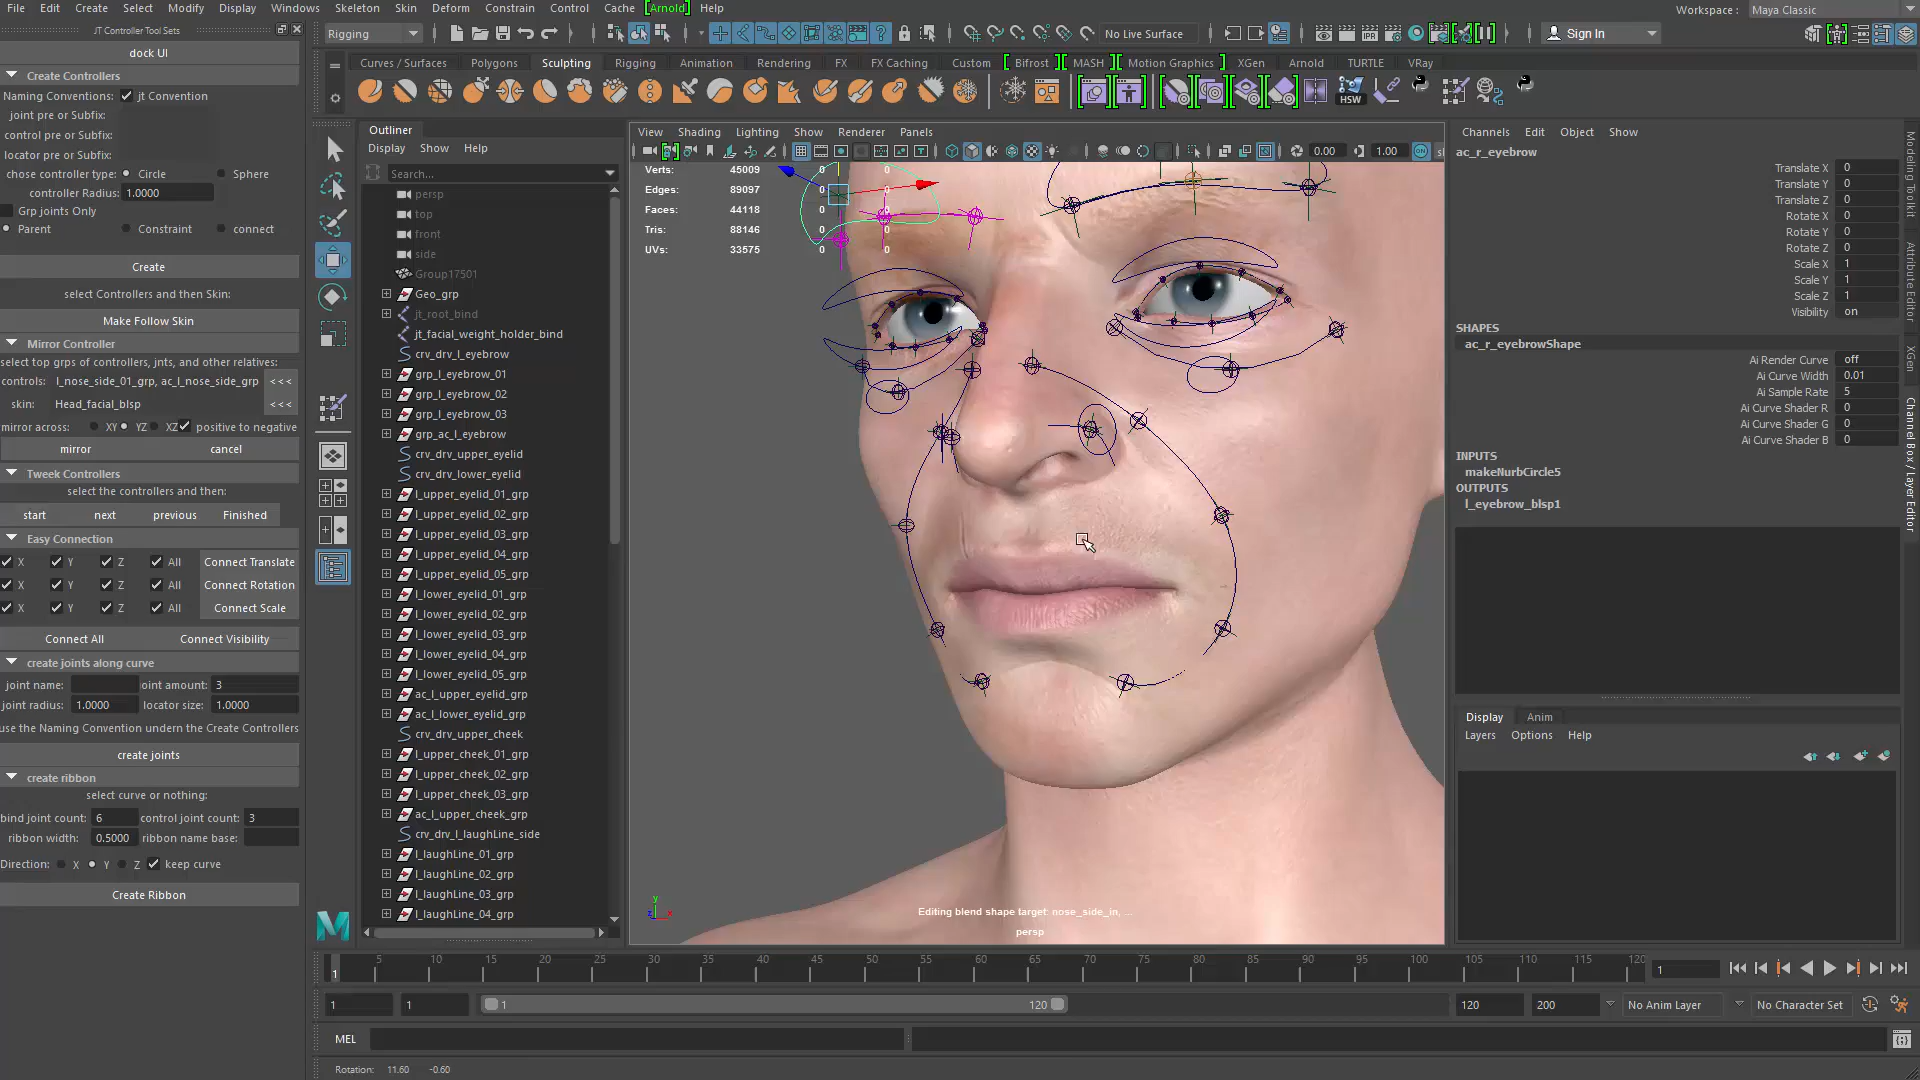 File Edit Create Select Modify Display Windows Skeleton Skin Deform Constrain Control Cache [Arnold] Help
Workspace : Maya Classic
JT Controller Tool Sets
Rigging
No Live Surface
Sign In
dock UI
Create Controllers
Naming Conventions: jt Convention
joint pre or Subfix:
control pre or Subfix:
locator pre or Subfix:
chose controller type: Circle Sphere
controller Radius: 1.0000
Grp joints Only
Parent Constraint connect
Create
select Controllers and then Skin:
Make Follow Skin
Mirror Controller
select top grps of controllers, jnts, and other relatives:
controls: l_nose_side_01_grp, ac_l_nose_side_grp <<<
skin: Head_facial_blsp <<<
mirror across: XY YZ XZ positive to negative
mirror cancel
Tweek Controllers
select the controllers and then:
start next previous Finished
Easy Connection
X Y Z All Connect Translate
X Y Z All Connect Rotation
X Y Z All Connect Scale
Connect All Connect Visibility
create joints along curve
joint name: oint amount: 3
joint radius: 1.0000 locator size: 1.0000
use the Naming Convention undern the Create Controllers
create joints
create ribbon
select curve or nothing:
bind joint count: 6 control joint count: 3
ribbon width: 0.5000 ribbon name base:
Direction: X Y Z keep curve
Create Ribbon
Curves / Surfaces Polygons Sculpting Rigging Animation Rendering FX FX Caching Custom Bifrost MASH Motion Graphics XGen Arnold TURTLE VRay
HSW
Outliner
Display Show Help
Search...
persp
top
front
side
Group17501
Geo_grp
jt_root_bind
jt_facial_weight_holder_bind
crv_drv_l_eyebrow
grp_l_eyebrow_01
grp_l_eyebrow_02
grp_l_eyebrow_03
grp_ac_l_eyebrow
crv_drv_upper_eyelid
crv_drv_lower_eyelid
l_upper_eyelid_01_grp
l_upper_eyelid_02_grp
l_upper_eyelid_03_grp
l_upper_eyelid_04_grp
l_upper_eyelid_05_grp
l_lower_eyelid_01_grp
l_lower_eyelid_02_grp
l_lower_eyelid_03_grp
l_lower_eyelid_04_grp
l_lower_eyelid_05_grp
ac_l_upper_eyelid_grp
ac_l_lower_eyelid_grp
crv_drv_upper_cheek
l_upper_cheek_01_grp
l_upper_cheek_02_grp
l_upper_cheek_03_grp
ac_l_upper_cheek_grp
crv_drv_l_laughLine_side
l_laughLine_01_grp
l_laughLine_02_grp
l_laughLine_03_grp
l_laughLine_04_grp
View Shading Lighting Show Renderer Panels
0.00 1.00
Verts: 45009 0 0
Edges: 89097 0 0
Faces: 44118 0 0
Tris: 88146 0 0
UVs: 33575 0 0
Editing blend shape target: nose_side_in, ...
persp
Channels Edit Object Show
ac_r_eyebrow
Translate X 0
Translate Y 0
Translate Z 0
Rotate X 0
Rotate Y 0
Rotate Z 0
Scale X 1
Scale Y 1
Scale Z 1
Visibility on
SHAPES
ac_r_eyebrowShape
Ai Render Curve off
Ai Curve Width 0.01
Ai Sample Rate 5
Ai Curve Shader R 0
Ai Curve Shader G 0
Ai Curve Shader B 0
INPUTS
makeNurbCircle5
OUTPUTS
l_eyebrow_blsp1
Display Anim
Layers Options Help
Modeling Toolkit
Attribute Editor
XGen
Channel Box / Layer Editor
1 5 10 15 20 25 30 35 40 45 50 55 60 65 70 75 80 85 90 95 100 105 110 115 120 1
1 1 1 120 120 200 No Anim Layer No Character Set
MEL
Rotation: 11.60 -0.60